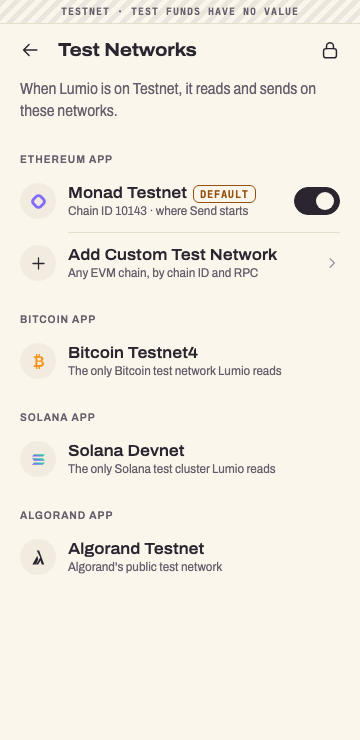 TESTNET · TEST FUNDS HAVE NO VALUE
Test Networks
When Lumio is on Testnet, it reads and sends on
these networks.
ETHEREUM APP
Monad Testnet DEFAULT
Chain ID 10143 · where Send starts
Add Custom Test Network
Any EVM chain, by chain ID and RPC
BITCOIN APP
Bitcoin Testnet4
The only Bitcoin test network Lumio reads
SOLANA APP
Solana Devnet
The only Solana test cluster Lumio reads
ALGORAND APP
Algorand Testnet
Algorand's public test network